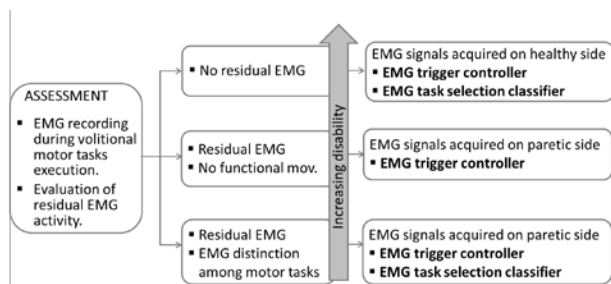 ASSESSMENT
▪ EMG recording
during volitional
motor tasks
execution.
▪ Evaluation of
residual EMG
activity.
▪ No residual EMG
▪ Residual EMG
▪ No functional mov.
▪ Residual EMG
▪ EMG distinction
among motor tasks
Increasing disability
EMG signals acquired on healthy side
▪ EMG trigger controller
▪ EMG task selection classifier
EMG signals acquired on paretic side
▪ EMG trigger controller
EMG signals acquired on paretic side
▪ EMG trigger controller
▪ EMG task selection classifier